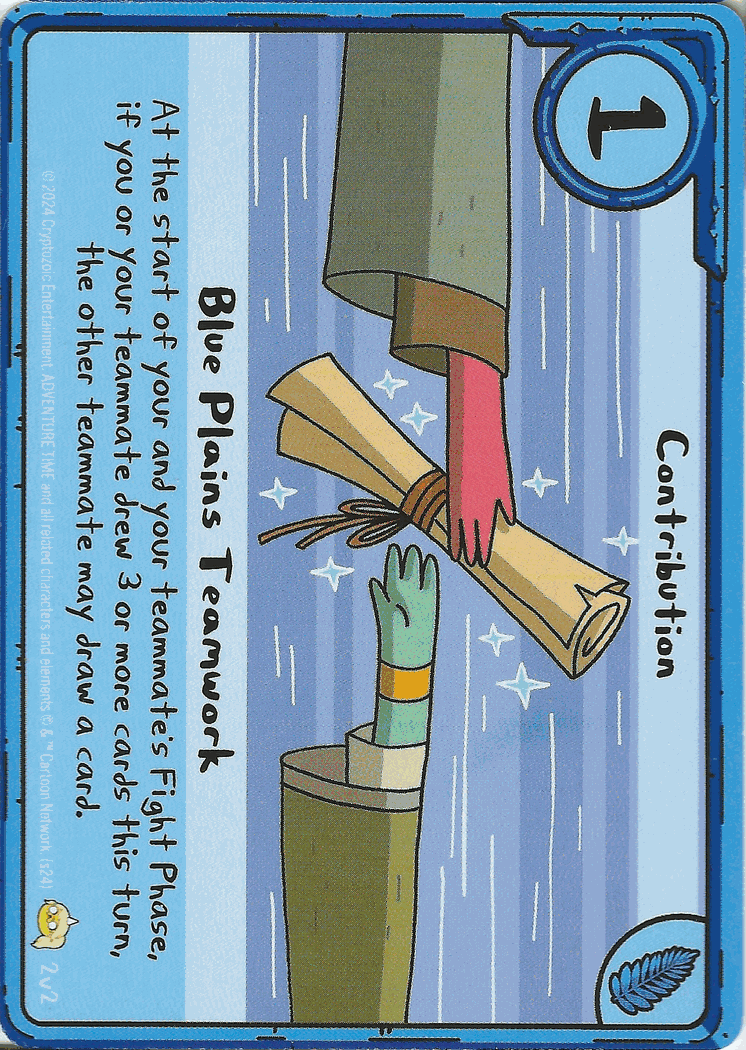 1
Contribution
Blue Plains Teamwork
At the start of your and your teammate's Fight Phase,
if you or your teammate drew 3 or more cards this turn,
the other teammate may draw a card.
© 2024 Cryptozoic Entertainment. ADVENTURE TIME and all related characters and elements © & ™ Cartoon Network. (s24)
2v2